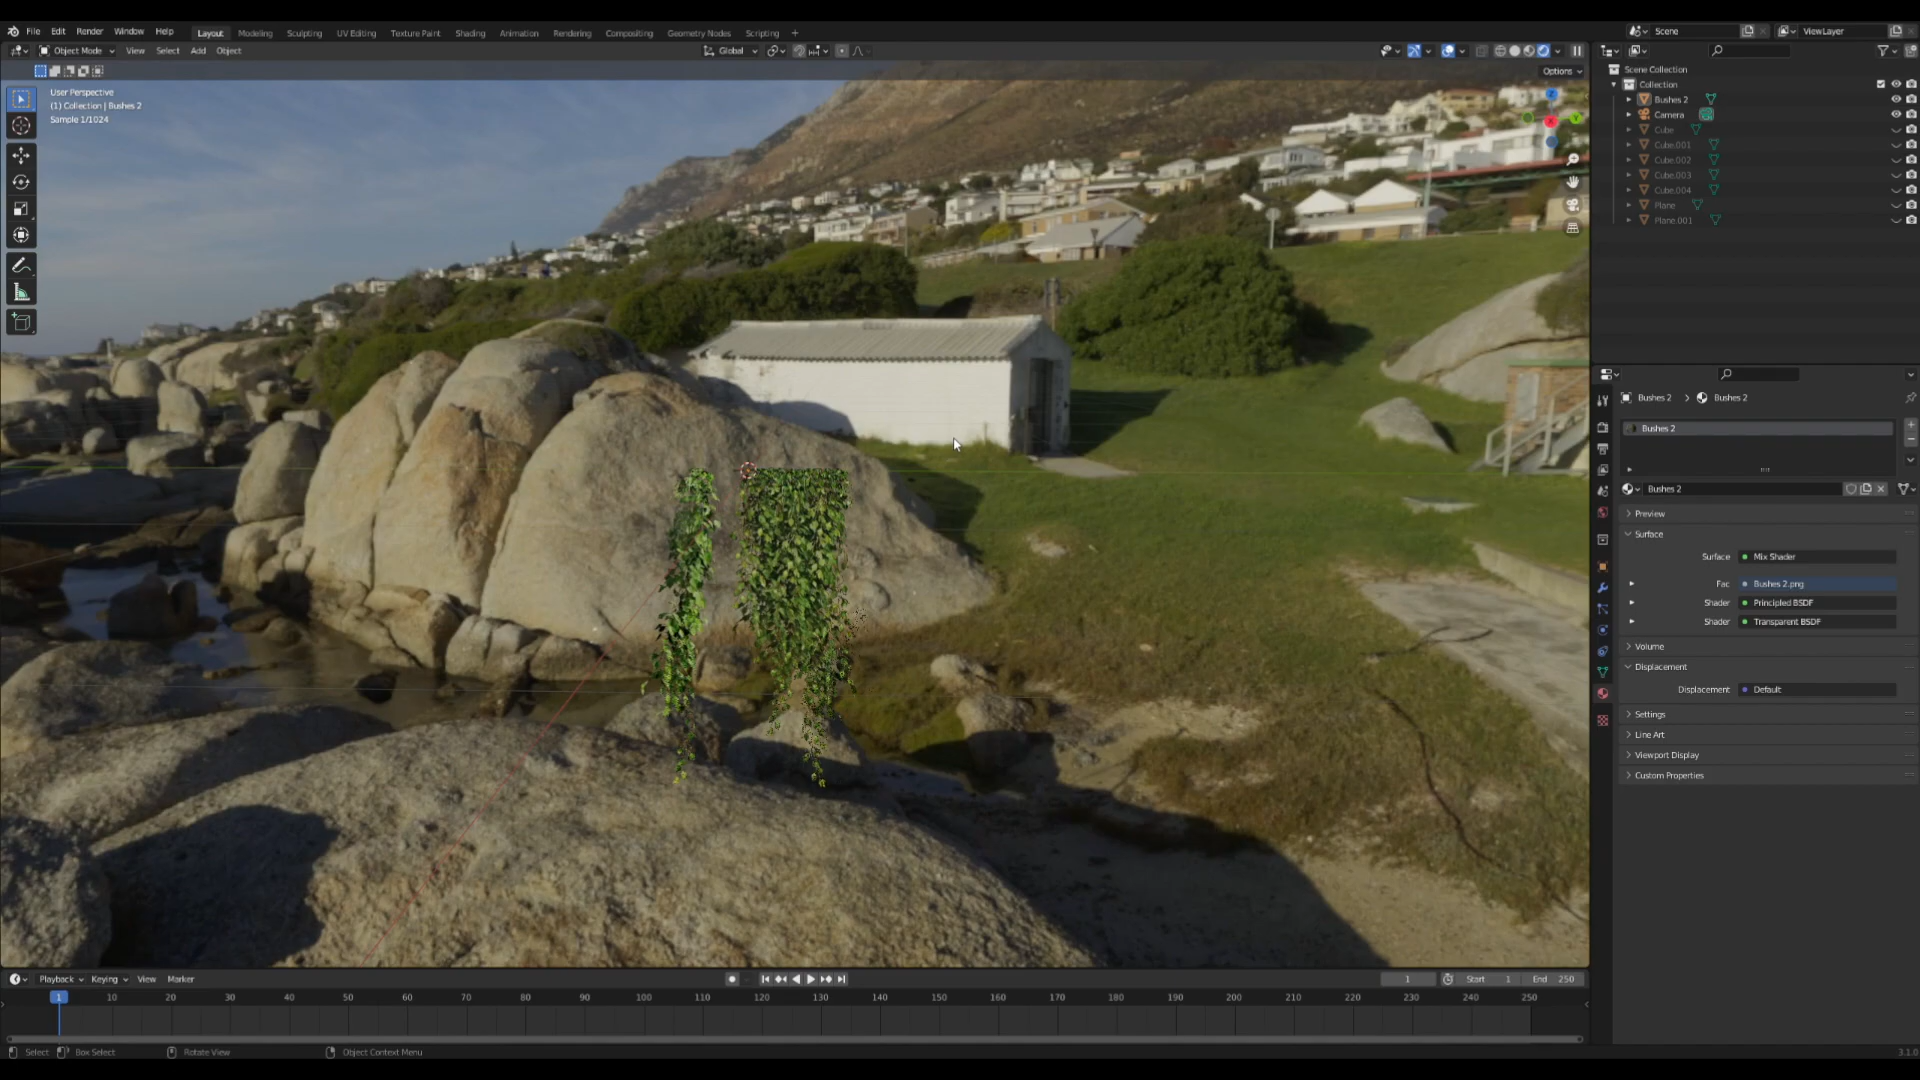 File Edit Render Window Help Layout Modeling Sculpting UV Editing Texture Paint Shading Animation Rendering Compositing Geometry Nodes Scripting + Scene ViewLayer
Object Mode View Select Add Object Global
Options
User Perspective
(1) Collection | Bushes 2
Sample 1/1024
Scene Collection
Collection
Bushes 2
Camera
Cube
Cube.001
Cube.002
Cube.003
Cube.004
Plane
Plane.001
Bushes 2 > Bushes 2
Bushes 2
Bushes 2
Preview
Surface
Surface Mix Shader
Fac Bushes 2.png
Shader Principled BSDF
Shader Transparent BSDF
Volume
Displacement
Displacement Default
Settings
Line Art
Viewport Display
Custom Properties
Playback Keying View Marker 1 Start 1 End 250
1 10 20 30 40 50 60 70 80 90 100 110 120 130 140 150 160 170 180 190 200 210 220 230 240 250
Select Box Select Rotate View Object Context Menu 3.1.0